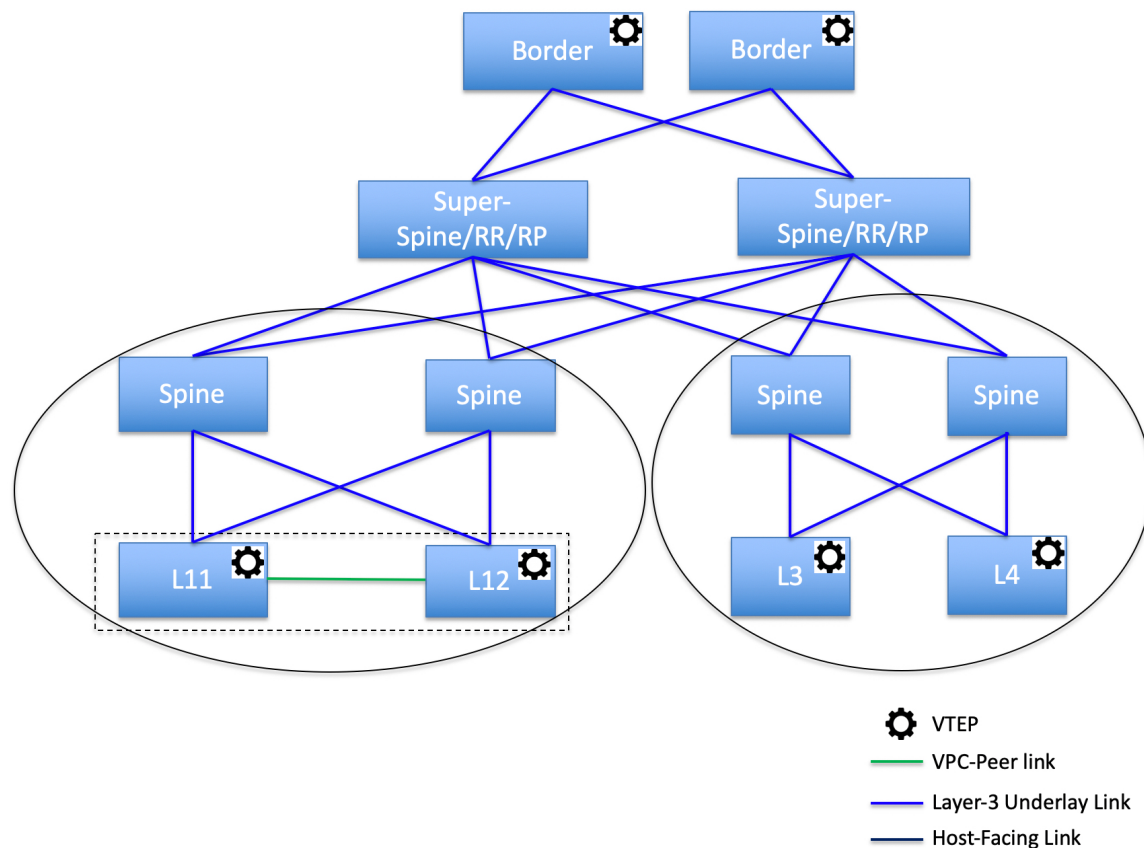 Border
Border
Super-
Spine/RR/RP
Super-
Spine/RR/RP
Spine
Spine
Spine
Spine
L11
L12
L3
L4
VTEP
VPC-Peer link
Layer-3 Underlay Link
Host-Facing Link